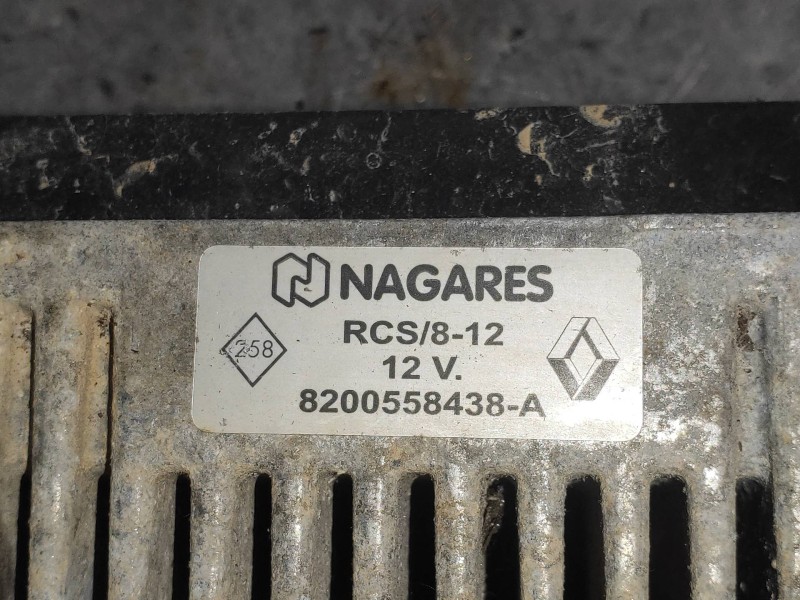 NAGARES
RCS/8-12
258
12 V.
8200558438-A